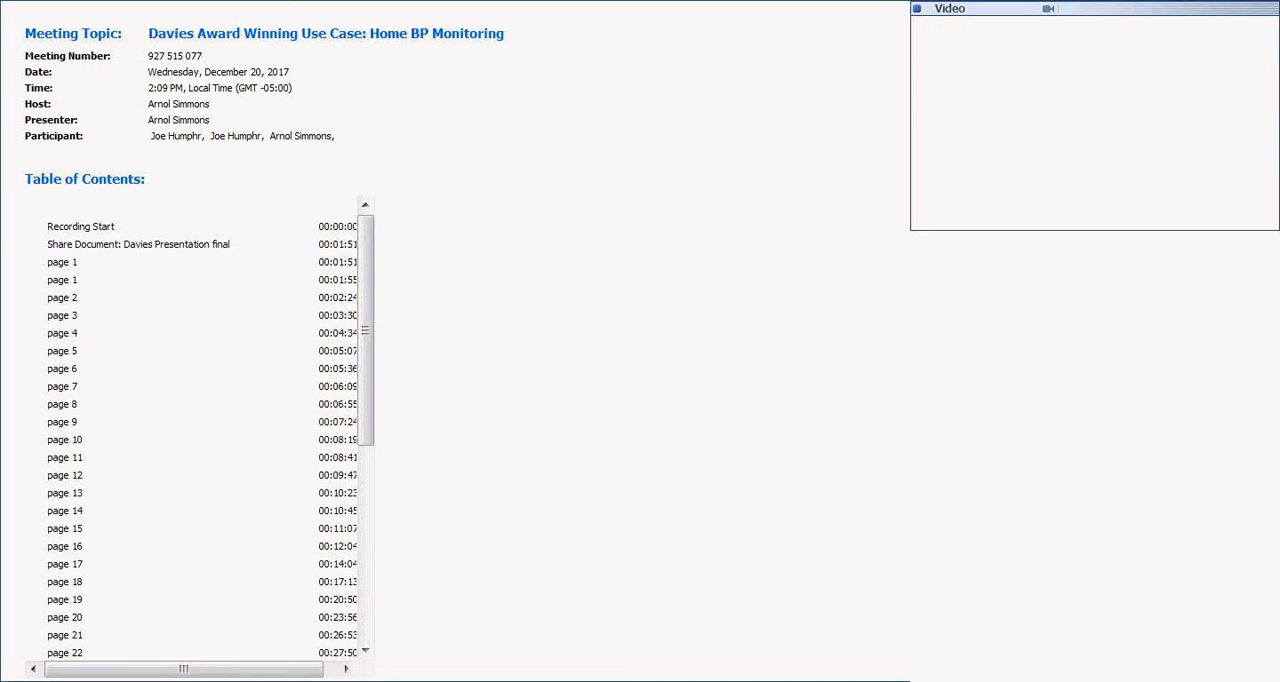 Meeting Topic: Davies Award Winning Use Case: Home BP Monitoring
Meeting Number: 927 515 077
Date: Wednesday, December 20, 2017
Time: 2:09 PM, Local Time (GMT -05:00)
Host: Arnol Simmons
Presenter: Arnol Simmons
Participant: Joe Humphr, Joe Humphr, Arnol Simmons,
Table of Contents:
Recording Start 00:00:00
Share Document: Davies Presentation final 00:01:51
page 1 00:01:51
page 1 00:01:55
page 2 00:02:24
page 3 00:03:30
page 4 00:04:34
page 5 00:05:07
page 6 00:05:36
page 7 00:06:09
page 8 00:06:55
page 9 00:07:24
page 10 00:08:19
page 11 00:08:41
page 12 00:09:47
page 13 00:10:23
page 14 00:10:45
page 15 00:11:07
page 16 00:12:04
page 17 00:14:04
page 18 00:17:13
page 19 00:20:50
page 20 00:23:56
page 21 00:26:53
page 22 00:27:50
Video